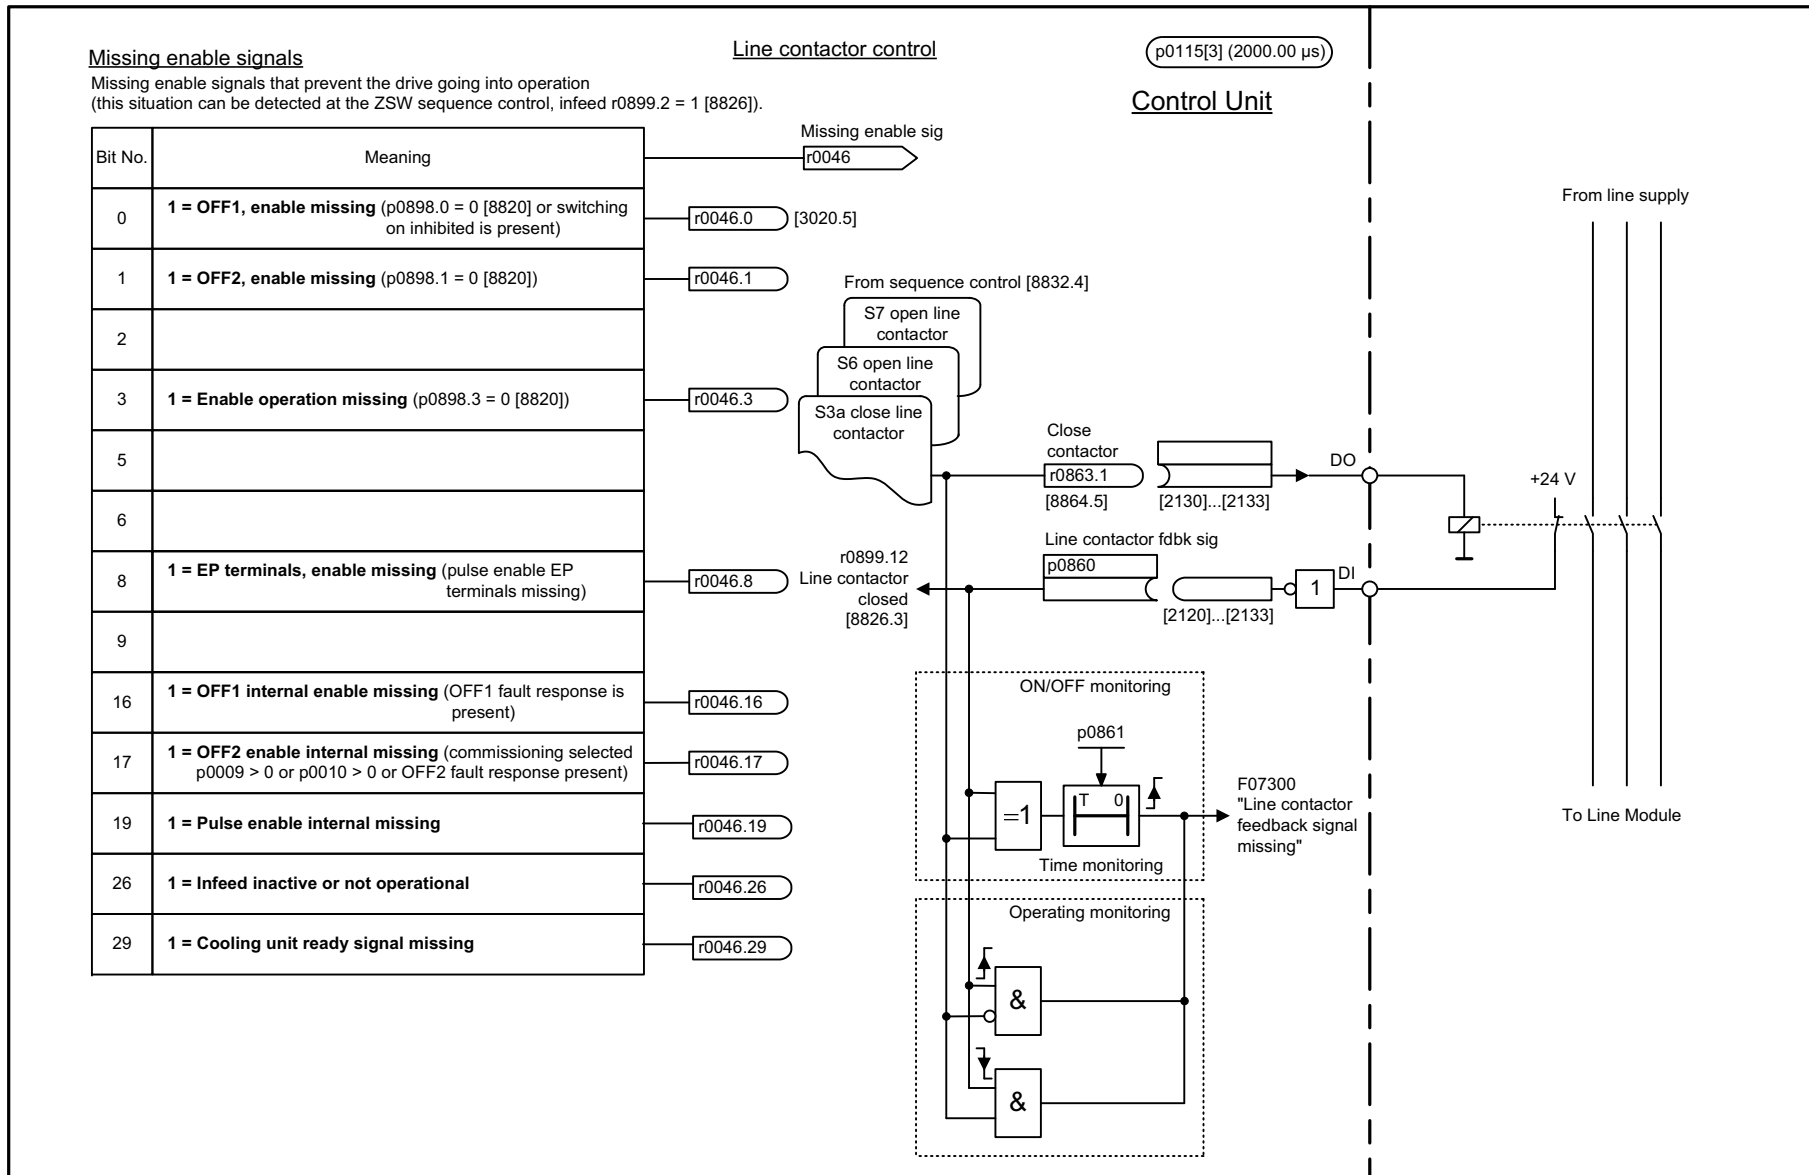 Missing enable signals
Missing enable signals that prevent the drive going into operation
(this situation can be detected at the ZSW sequence control, infeed r0899.2 = 1 [8826]).
Line contactor control
p0115[3] (2000.00 µs)
Control Unit
Bit No.
Meaning
Missing enable sig
r0046
0
1 = OFF1, enable missing (p0898.0 = 0 [8820] or switching
on inhibited is present)
r0046.0
[3020.5]
1
1 = OFF2, enable missing (p0898.1 = 0 [8820])
r0046.1
2
3
1 = Enable operation missing (p0898.3 = 0 [8820])
r0046.3
5
6
8
1 = EP terminals, enable missing (pulse enable EP
terminals missing)
r0046.8
9
16
1 = OFF1 internal enable missing (OFF1 fault response is
present)
r0046.16
17
1 = OFF2 enable internal missing (commissioning selected
p0009 > 0 or p0010 > 0 or OFF2 fault response present)
r0046.17
19
1 = Pulse enable internal missing
r0046.19
26
1 = Infeed inactive or not operational
r0046.26
29
1 = Cooling unit ready signal missing
r0046.29
From sequence control [8832.4]
S7 open line
contactor
S6 open line
contactor
S3a close line
contactor
Close
contactor
r0863.1
[8864.5]
[2130]...[2133]
DO
Line contactor fdbk sig
p0860
[2120]...[2133]
1
DI
r0899.12
Line contactor
closed
[8826.3]
ON/OFF monitoring
p0861
=1
T 0
Time monitoring
F07300
"Line contactor
feedback signal
missing"
Operating monitoring
&
&
From line supply
+24 V
To Line Module